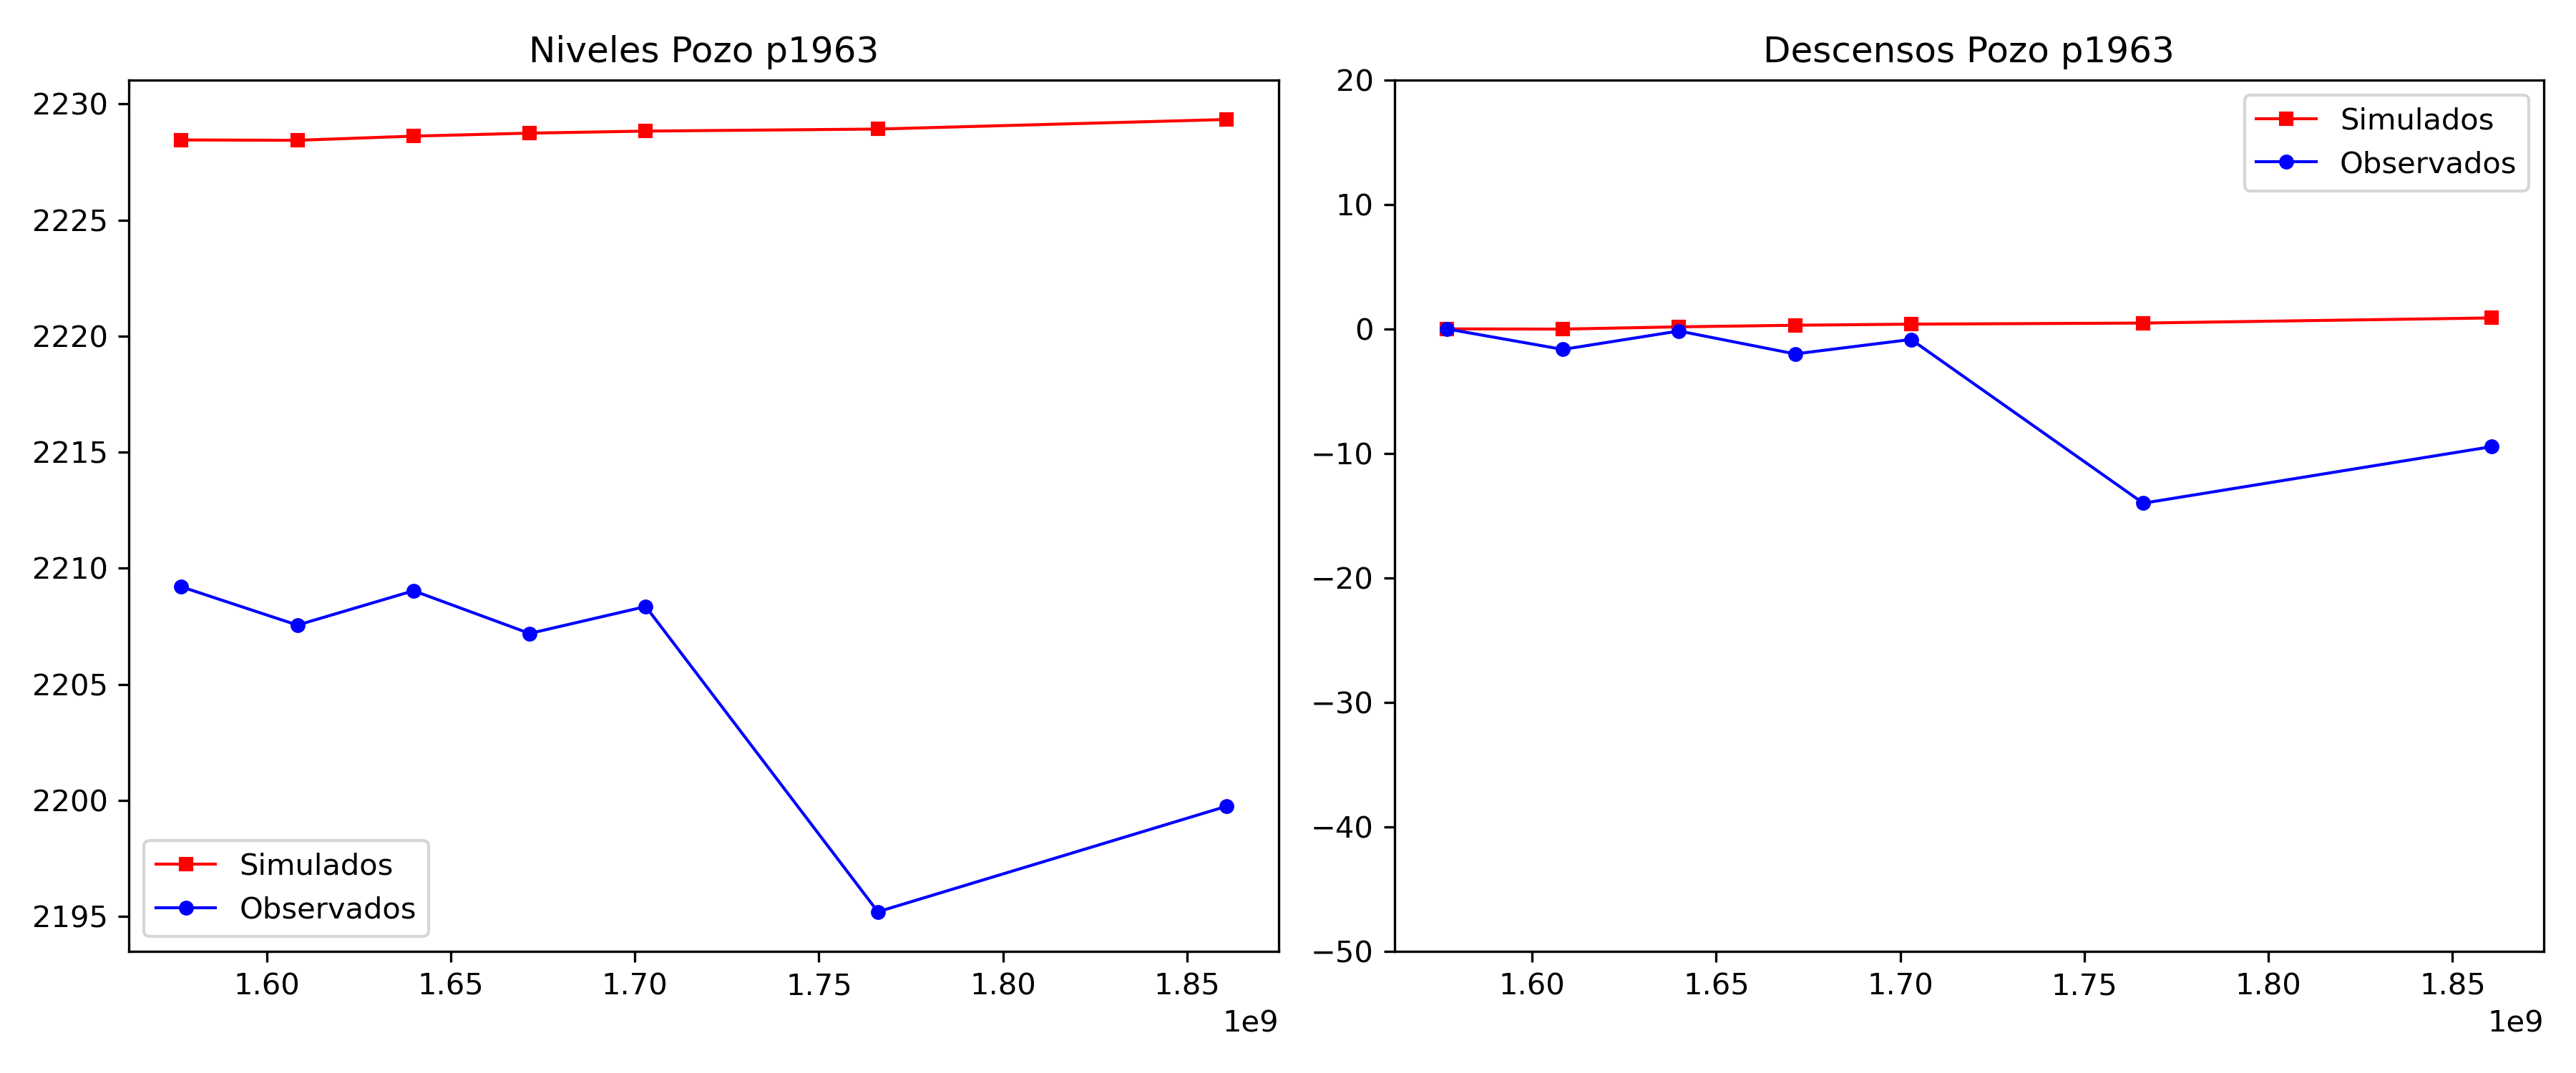 Niveles Pozo p1963
2230
2225
2220
2215
2210
2205
2200
2195
Simulados
Observados
1.60 1.65 1.70 1.75 1.80 1.85
1e9
Descensos Pozo p1963
20
10
0
−10
−20
−30
−40
−50
Simulados
Observados
1.60 1.65 1.70 1.75 1.80 1.85
1e9